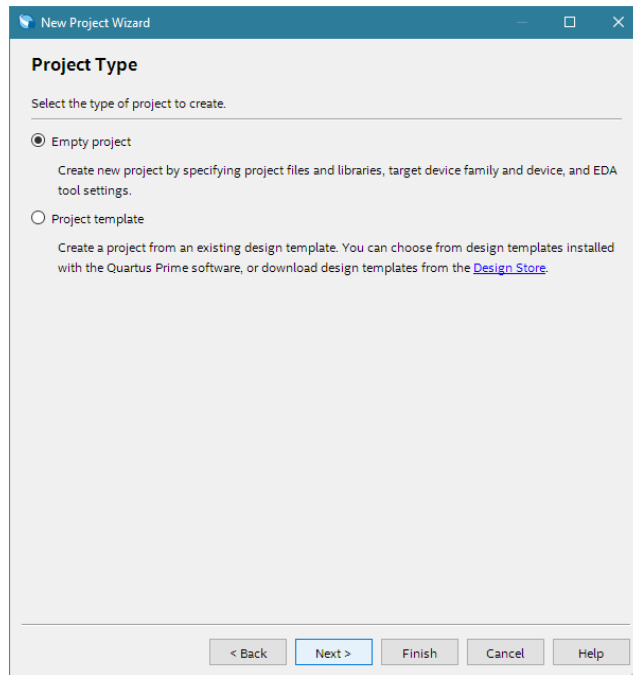 New Project Wizard
Project Type
Select the type of project to create.
Empty project
Create new project by specifying project files and libraries, target device family and device, and EDA
tool settings.
Project template
Create a project from an existing design template. You can choose from design templates installed
with the Quartus Prime software, or download design templates from the Design Store.
< Back Next > Finish Cancel Help